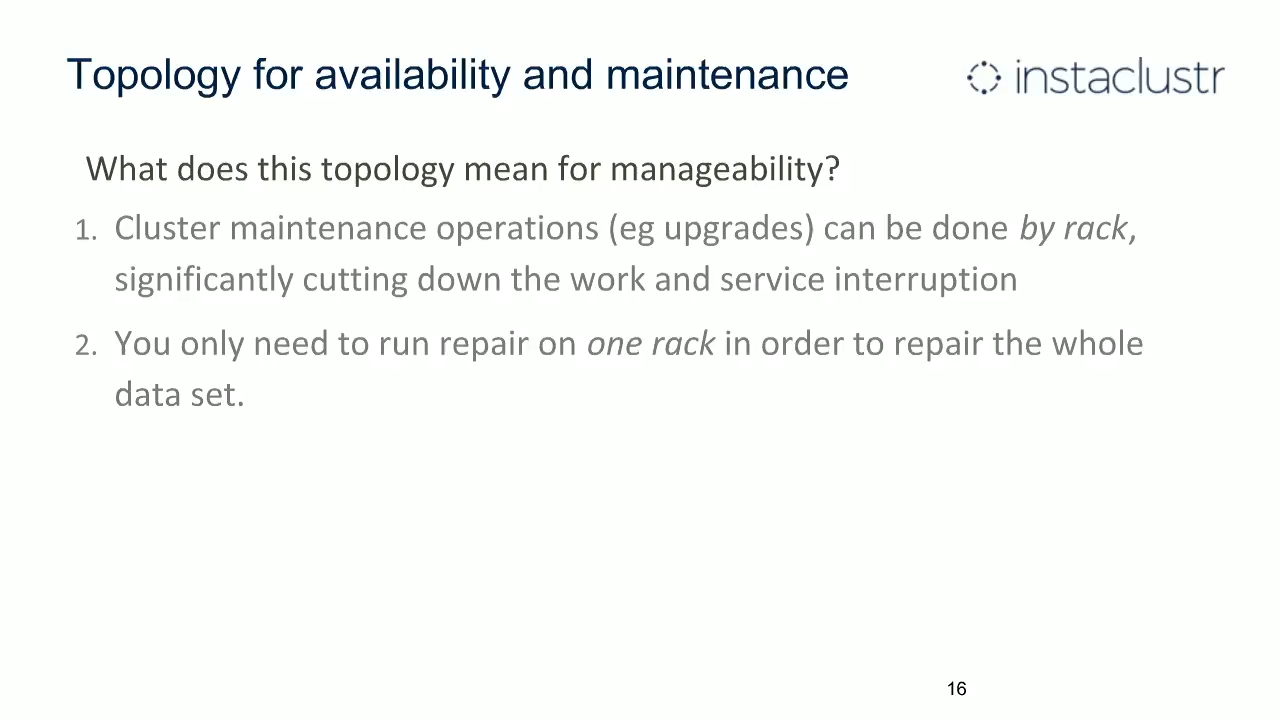 Topology for availability and maintenance
instaclustr
What does this topology mean for manageability?
1. Cluster maintenance operations (eg upgrades) can be done by rack,
significantly cutting down the work and service interruption
2. You only need to run repair on one rack in order to repair the whole
data set.
16